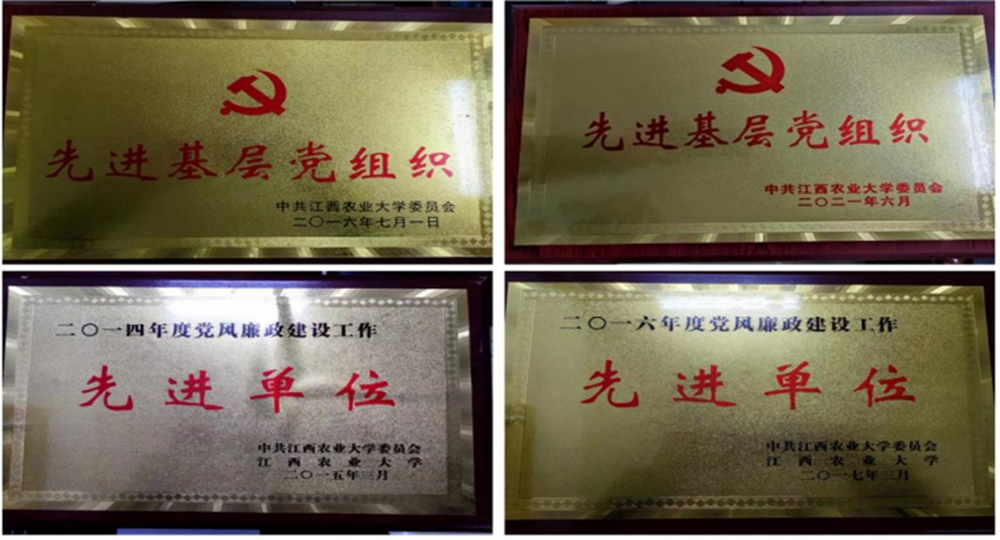 先进基层党组织
中共江西农业大学委员会
二〇一六年七月一日
先进基层党组织
中共江西农业大学委员会
二〇二一年六月
二〇一四年度党风廉政建设工作
先进单位
中共江西农业大学委员会
江西农业大学
二〇一五年三月
二〇一六年度党风廉政建设工作
先进单位
中共江西农业大学委员会
江西农业大学
二〇一七年三月